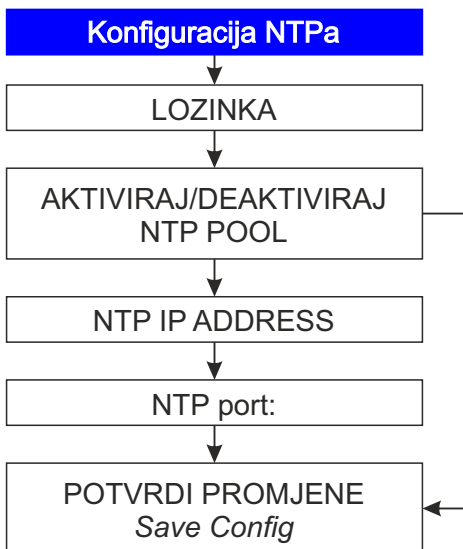 Konfiguracija NTPa
LOZINKA
AKTIVIRAJ/DEAKTIVIRAJ
NTP POOL
NTP IP ADDRESS
NTP port:
POTVRDI PROMJENE
Save Config